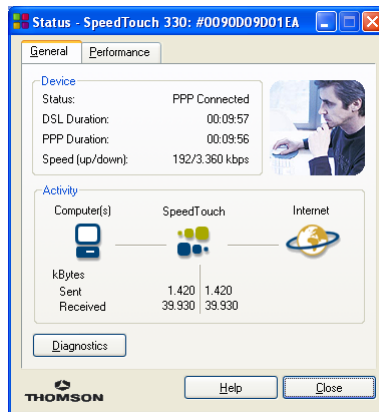 Status - SpeedTouch 330: #0090D09D01EA
General Performance
Device
Status: PPP Connected
DSL Duration: 00:09:57
PPP Duration: 00:09:56
Speed (up/down): 192/3.360 kbps
Activity
Computer(s) SpeedTouch Internet
kBytes
Sent 1.420 1.420
Received 39.930 39.930
Diagnostics
THOMSON Help Close